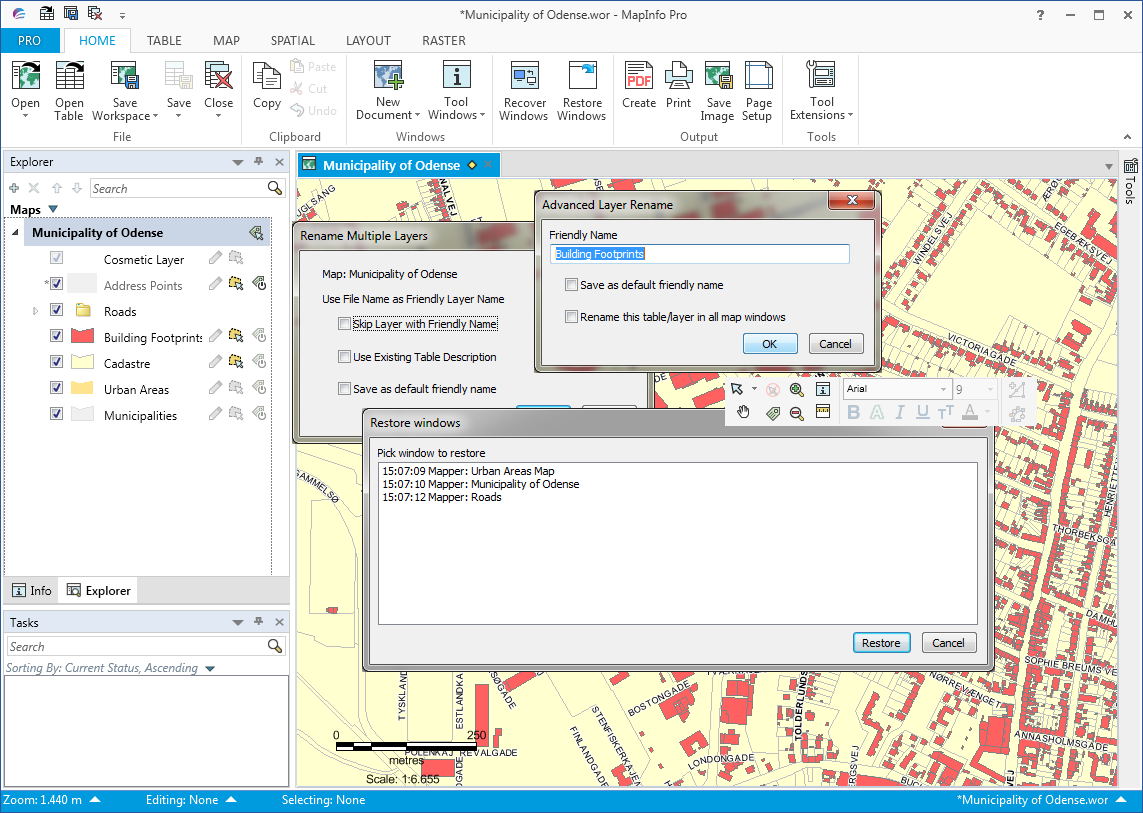 *Municipality of Odense.wor - MapInfo Pro
?
PRO HOME TABLE MAP SPATIAL LAYOUT RASTER
Open
Open Table
Save Workspace
Save
Close
File
Copy
Paste
Cut
Undo
Clipboard
New Document
Tool Windows
Windows
Recover Windows
Restore Windows
PDF
Create
Print
Save Image
Page Setup
Output
Tool Extensions
Tools
Explorer
Search
Maps
Municipality of Odense
Cosmetic Layer
* Address Points
Roads
Building Footprints
Cadastre
Urban Areas
Municipalities
Info
Explorer
Tasks
Search
Sorting By: Current Status, Ascending
Municipality of Odense
Tools
Rename Multiple Layers
Map: Municipality of Odense
Use File Name as Friendly Layer Name
Skip Layer with Friendly Name
Use Existing Table Description
Save as default friendly name
Advanced Layer Rename
Friendly Name
Building Footprints
Save as default friendly name
Rename this table/layer in all map windows
OK
Cancel
Arial
9
B A I U TT A
Restore windows
Pick window to restore
15:07:09 Mapper: Urban Areas Map
15:07:10 Mapper: Municipality of Odense
15:07:12 Mapper: Roads
Restore
Cancel
WINDELSVEJ
EGEBÆKSVEJ
VICTORIAGADE
GAMMELSØ
THORBEKSGA
DAMHU
SOPHIE BREUMS VE
NØRREVÆNGET
ANNASHOLMSGADE
TOLDERLUNDS
BOSTONGADE
STENFISKERKAJEN
FINLANDGADE
LONDONGADE
TYSKLAND
ESTLANDKA
REVALGADE
0 250
metres
Scale: 1:6.655
Zoom: 1.440 m
Editing: None
Selecting: None
*Municipality of Odense.wor